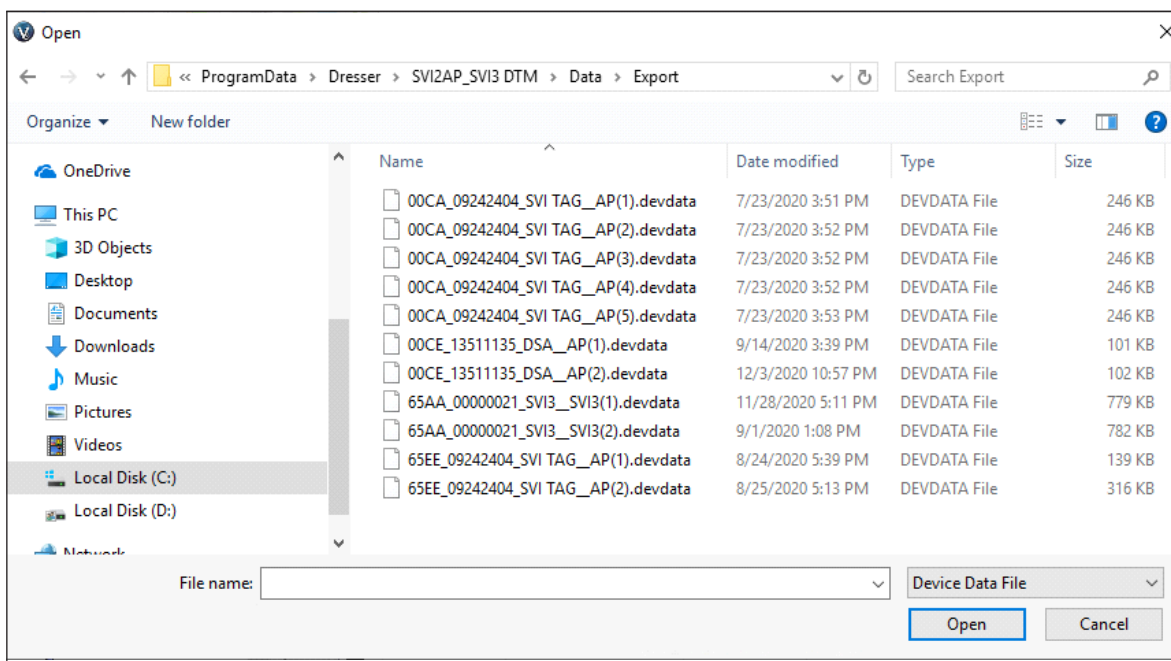 Open
« ProgramData > Dresser > SVI2AP_SVI3 DTM > Data > Export Search Export
Organize New folder
Name Date modified Type Size
OneDrive
This PC
3D Objects
Desktop
Documents
Downloads
Music
Pictures
Videos
Local Disk (C:)
Local Disk (D:)
Network
00CA_09242404_SVI TAG__AP(1).devdata 7/23/2020 3:51 PM DEVDATA File 246 KB
00CA_09242404_SVI TAG__AP(2).devdata 7/23/2020 3:52 PM DEVDATA File 246 KB
00CA_09242404_SVI TAG__AP(3).devdata 7/23/2020 3:52 PM DEVDATA File 246 KB
00CA_09242404_SVI TAG__AP(4).devdata 7/23/2020 3:52 PM DEVDATA File 246 KB
00CA_09242404_SVI TAG__AP(5).devdata 7/23/2020 3:53 PM DEVDATA File 246 KB
00CE_13511135_DSA__AP(1).devdata 9/14/2020 3:39 PM DEVDATA File 101 KB
00CE_13511135_DSA__AP(2).devdata 12/3/2020 10:57 PM DEVDATA File 102 KB
65AA_00000021_SVI3__SVI3(1).devdata 11/28/2020 5:11 PM DEVDATA File 779 KB
65AA_00000021_SVI3__SVI3(2).devdata 9/1/2020 1:08 PM DEVDATA File 782 KB
65EE_09242404_SVI TAG__AP(1).devdata 8/24/2020 5:39 PM DEVDATA File 139 KB
65EE_09242404_SVI TAG__AP(2).devdata 8/25/2020 5:13 PM DEVDATA File 316 KB
File name: Device Data File
Open Cancel